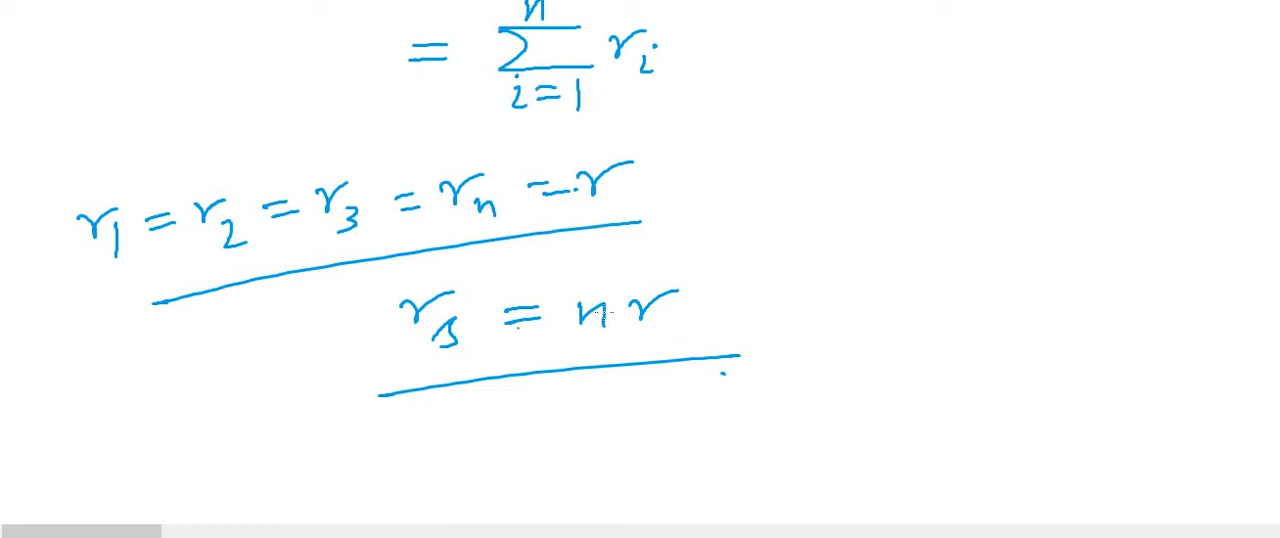 = ∑_{i=1}^{n} r_i
r_1 = r_2 = r_3 = r_n = r
r_s = n r